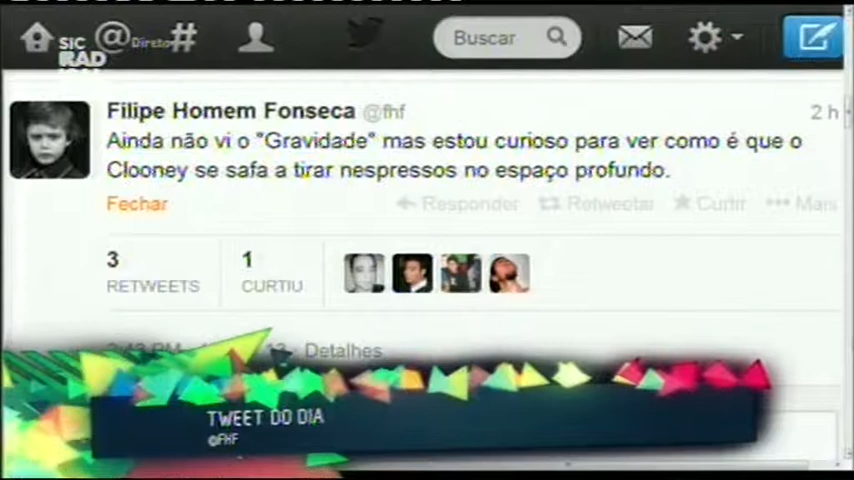 SIC
RAD
ICAL
@Direto
#
Buscar
Filipe Homem Fonseca @fhf
2 h
Ainda não vi o "Gravidade" mas estou curioso para ver como é que o
Clooney se safa a tirar nespressos no espaço profundo.
Fechar
Responder Retweetar Curtir Mais
3
RETWEETS
1
CURTIU
Detalhes
TWEET DO DIA
@FHF